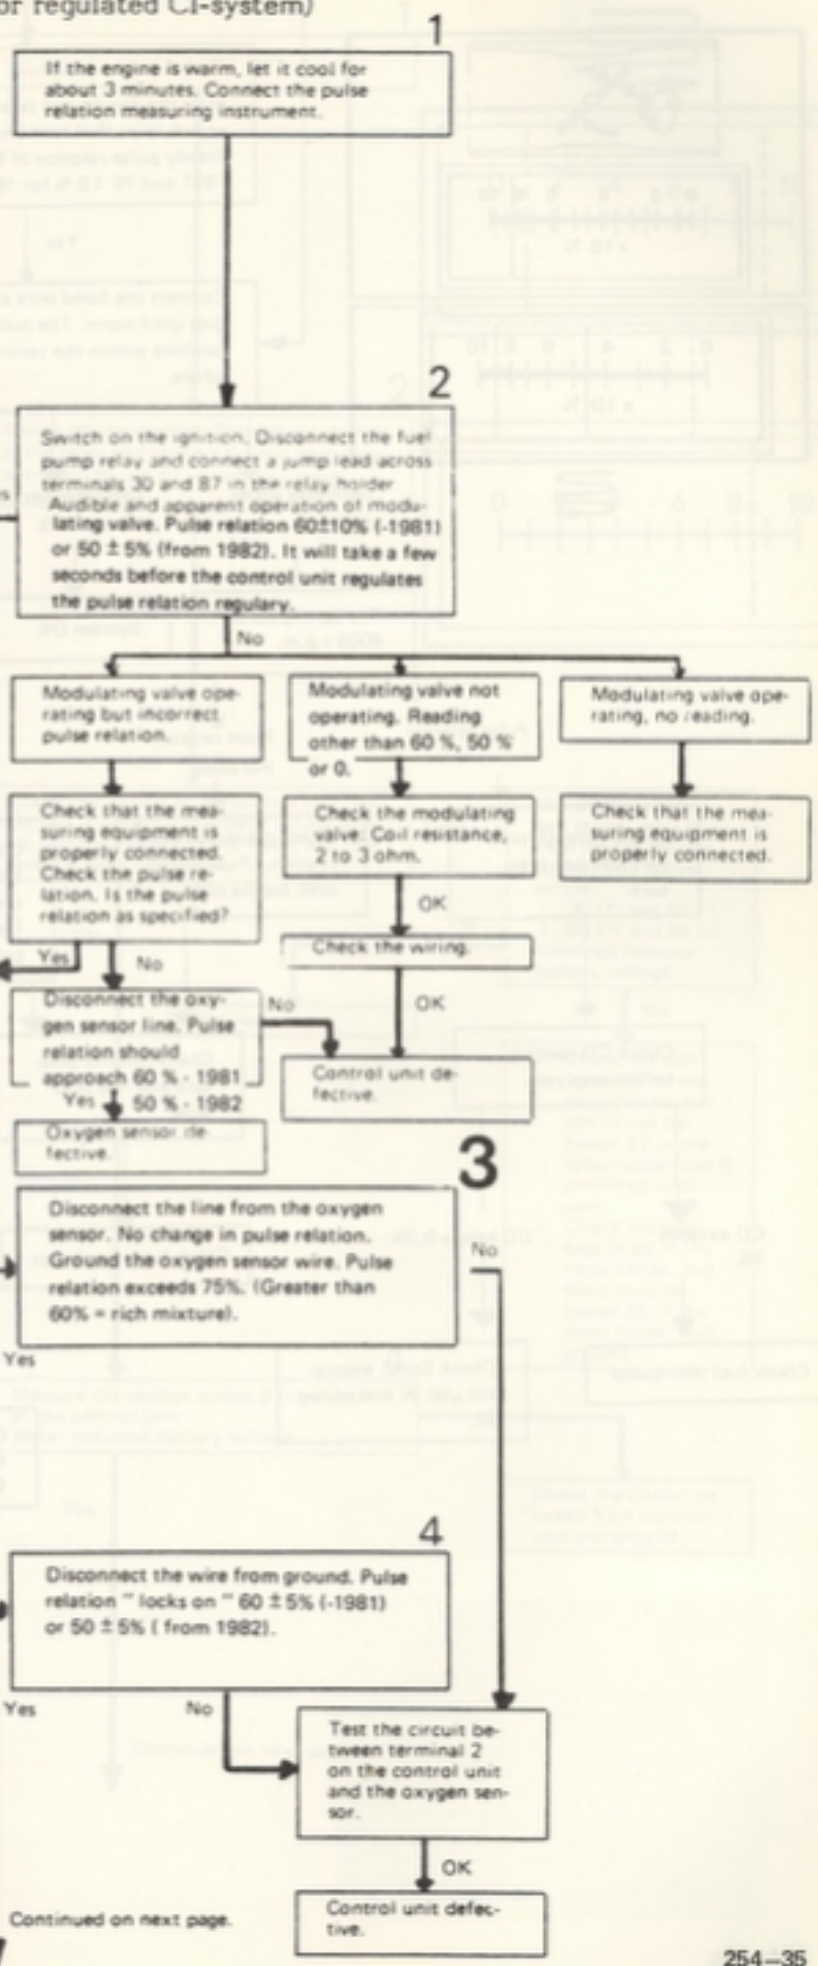 or regulated CI-system)
1
If the engine is warm, let it cool for
about 3 minutes. Connect the pulse
relation measuring instrument.
2
Switch on the ignition. Disconnect the fuel
pump relay and connect a jump lead across
terminals 30 and 87 in the relay holder
Audible and apparent operation of modu-
lating valve. Pulse relation 60±10% (-1981)
or 50 ± 5% (from 1982). It will take a few
seconds before the control unit regulates
the pulse relation regulary.
No
Modulating valve ope-
rating but incorrect
pulse relation.
Modulating valve not
operating. Reading
other than 60 %, 50 %
or 0.
Modulating valve ope-
rating, no reading.
Check that the mea-
suring equipment is
properly connected.
Check the pulse re-
lation. Is the pulse
relation as specified?
Check the modulating
valve: Coil resistance,
2 to 3 ohm.
Check that the mea-
suring equipment is
properly connected.
OK
Check the wiring.
Yes
No
Disconnect the oxy-
gen sensor line. Pulse
relation should
approach 60 % - 1981
Yes 50 % - 1982
No
OK
Control unit de-
fective.
Oxygen sensor de-
fective.
3
Disconnect the line from the oxygen
sensor. No change in pulse relation.
Ground the oxygen sensor wire. Pulse
relation exceeds 75%. (Greater than
60% = rich mixture).
No
Yes
4
Disconnect the wire from ground. Pulse
relation " locks on " 60 ± 5% (-1981)
or 50 ± 5% ( from 1982).
Yes
No
Test the circuit be-
tween terminal 2
on the control unit
and the oxygen sen-
sor.
OK
Control unit defec-
tive.
Continued on next page.
254—35